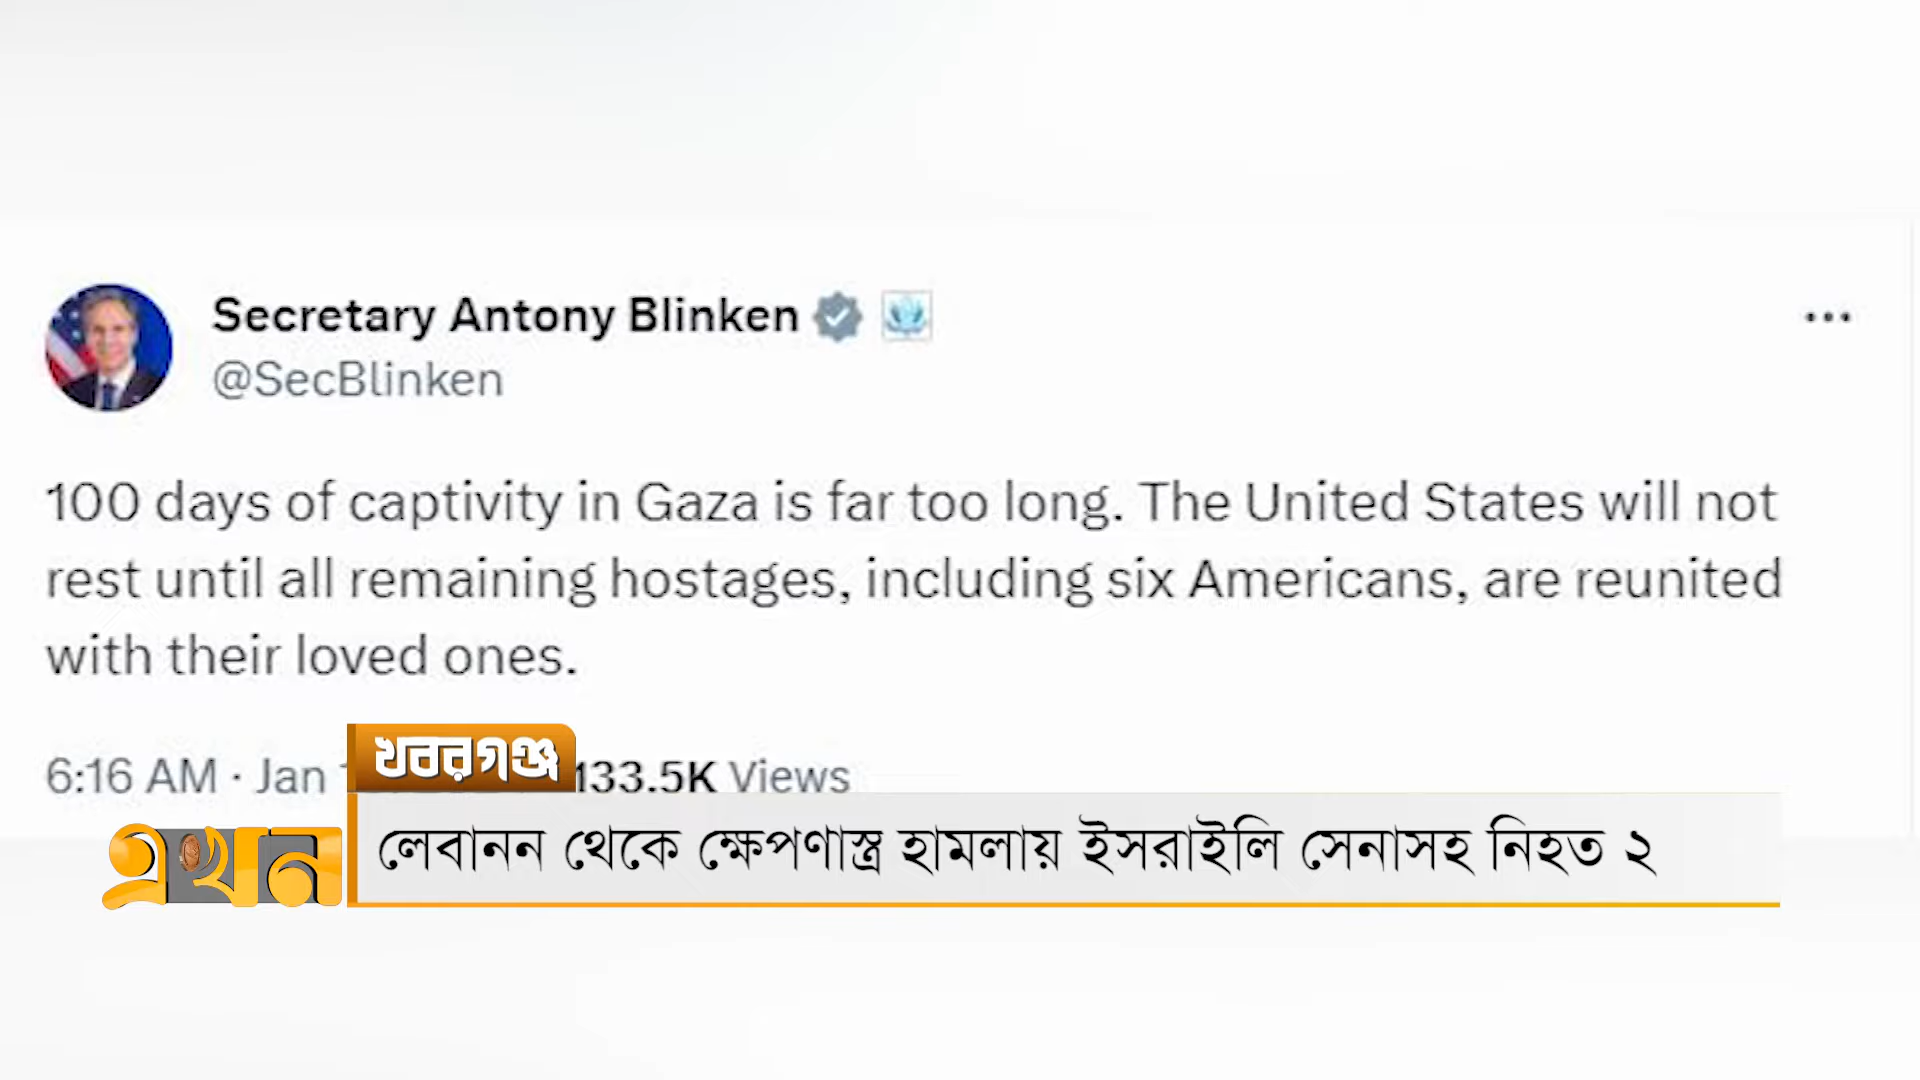 Secretary Antony Blinken
@SecBlinken
100 days of captivity in Gaza is far too long. The United States will not
rest until all remaining hostages, including six Americans, are reunited
with their loved ones.
6:16 AM · Jan 133.5K Views
খবরগঞ্জ
এখন
লেবানন থেকে ক্ষেপণাস্ত্র হামলায় ইসরাইলি সেনাসহ নিহত ২